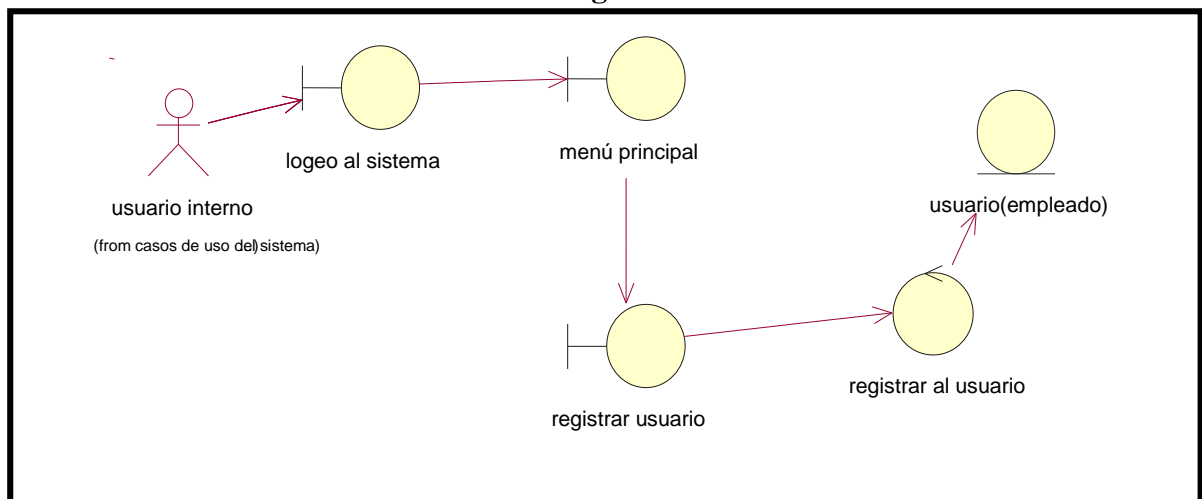 logeo al sistema
menú principal
usuario interno
(from casos de uso del)sistema)
usuario(empleado)
registrar usuario
registrar al usuario